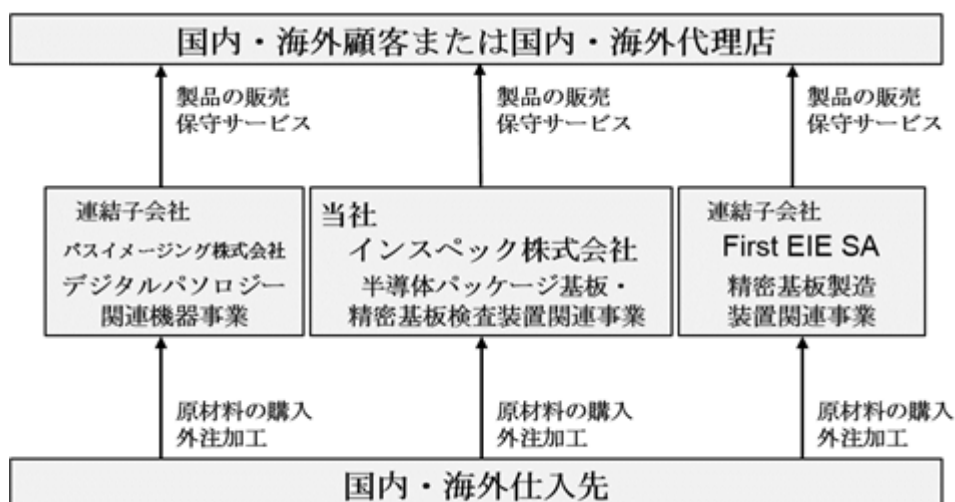 国内・海外顧客または国内・海外代理店
製品の販売
保守サービス
製品の販売
保守サービス
製品の販売
保守サービス
連結子会社
パスイメージング株式会社
デジタルパソロジー
関連機器事業
当社
インスペック株式会社
半導体パッケージ基板・
精密基板検査装置関連事業
連結子会社
First EIE SA
精密基板製造
装置関連事業
原材料の購入
外注加工
原材料の購入
外注加工
原材料の購入
外注加工
国内・海外仕入先